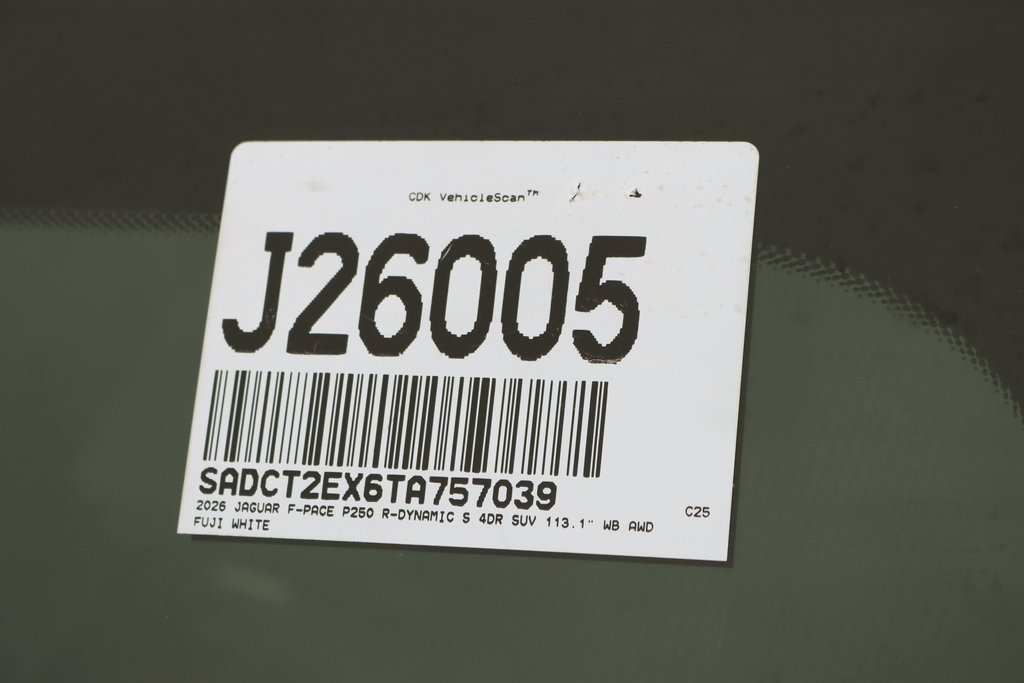 CDK VehicleScan™
J26005
SADCT2EX6TA757039
2026 JAGUAR F-PACE P250 R-DYNAMIC S 4DR SUV 113.1" WB AWD
C25
FUJI WHITE